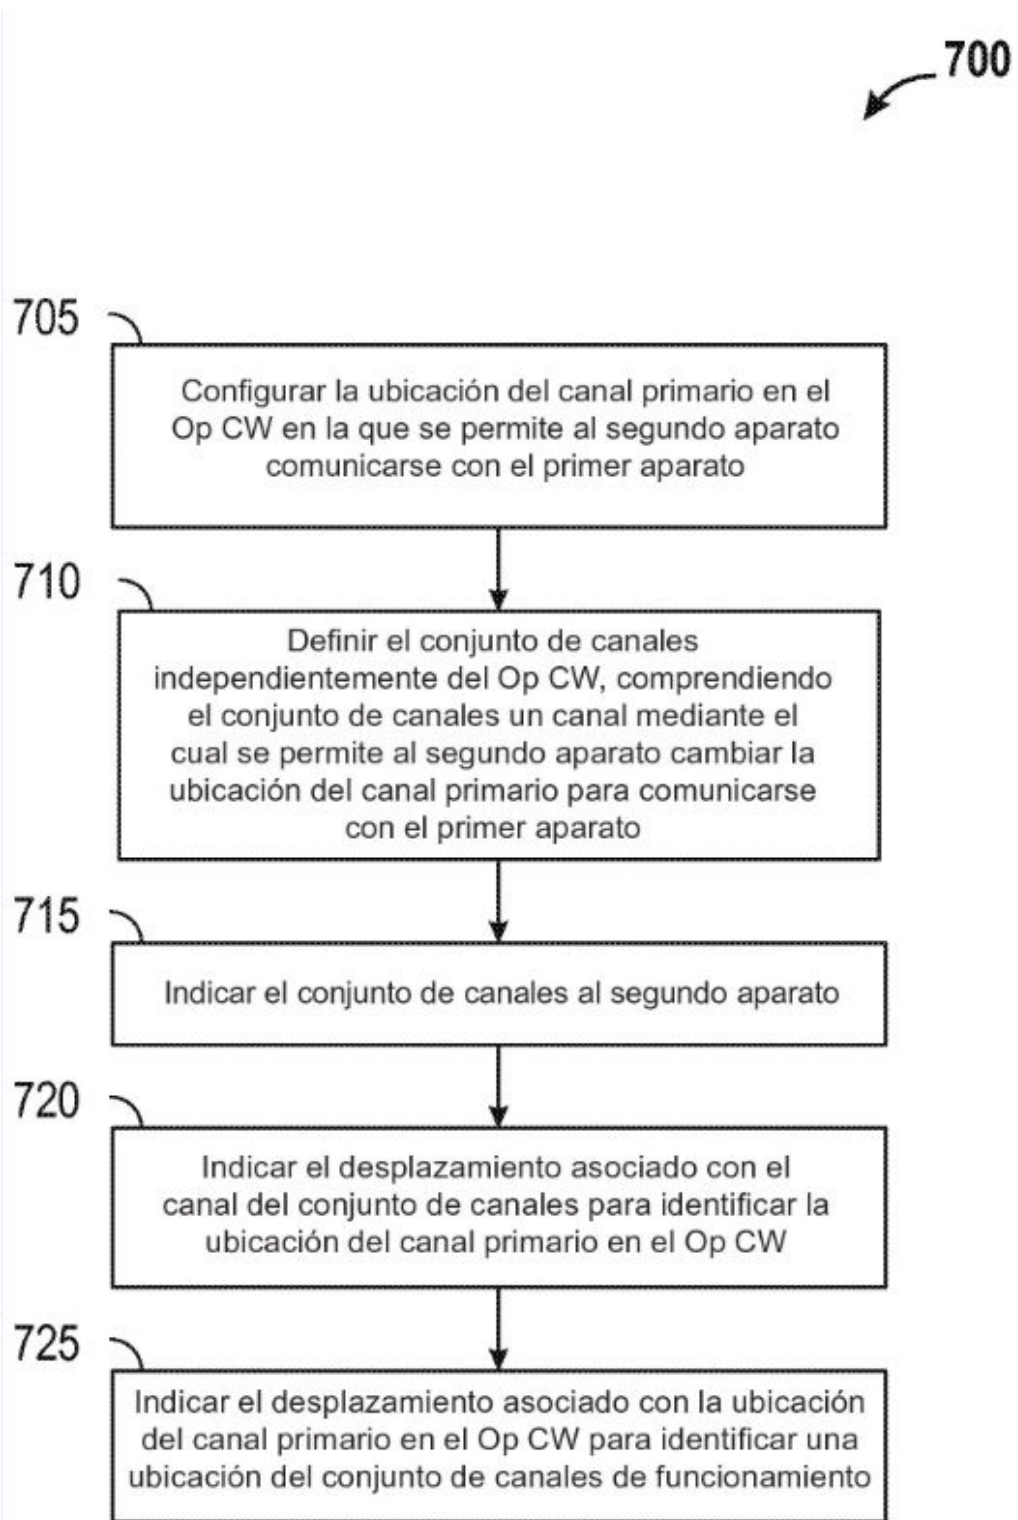 700
705
Configurar la ubicación del canal primario en el
Op CW en la que se permite al segundo aparato
comunicarse con el primer aparato
710
Definir el conjunto de canales
independientemente del Op CW, comprendiendo
el conjunto de canales un canal mediante el
cual se permite al segundo aparato cambiar la
ubicación del canal primario para comunicarse
con el primer aparato
715
Indicar el conjunto de canales al segundo aparato
720
Indicar el desplazamiento asociado con el
canal del conjunto de canales para identificar la
ubicación del canal primario en el Op CW
725
Indicar el desplazamiento asociado con la ubicación
del canal primario en el Op CW para identificar una
ubicación del conjunto de canales de funcionamiento